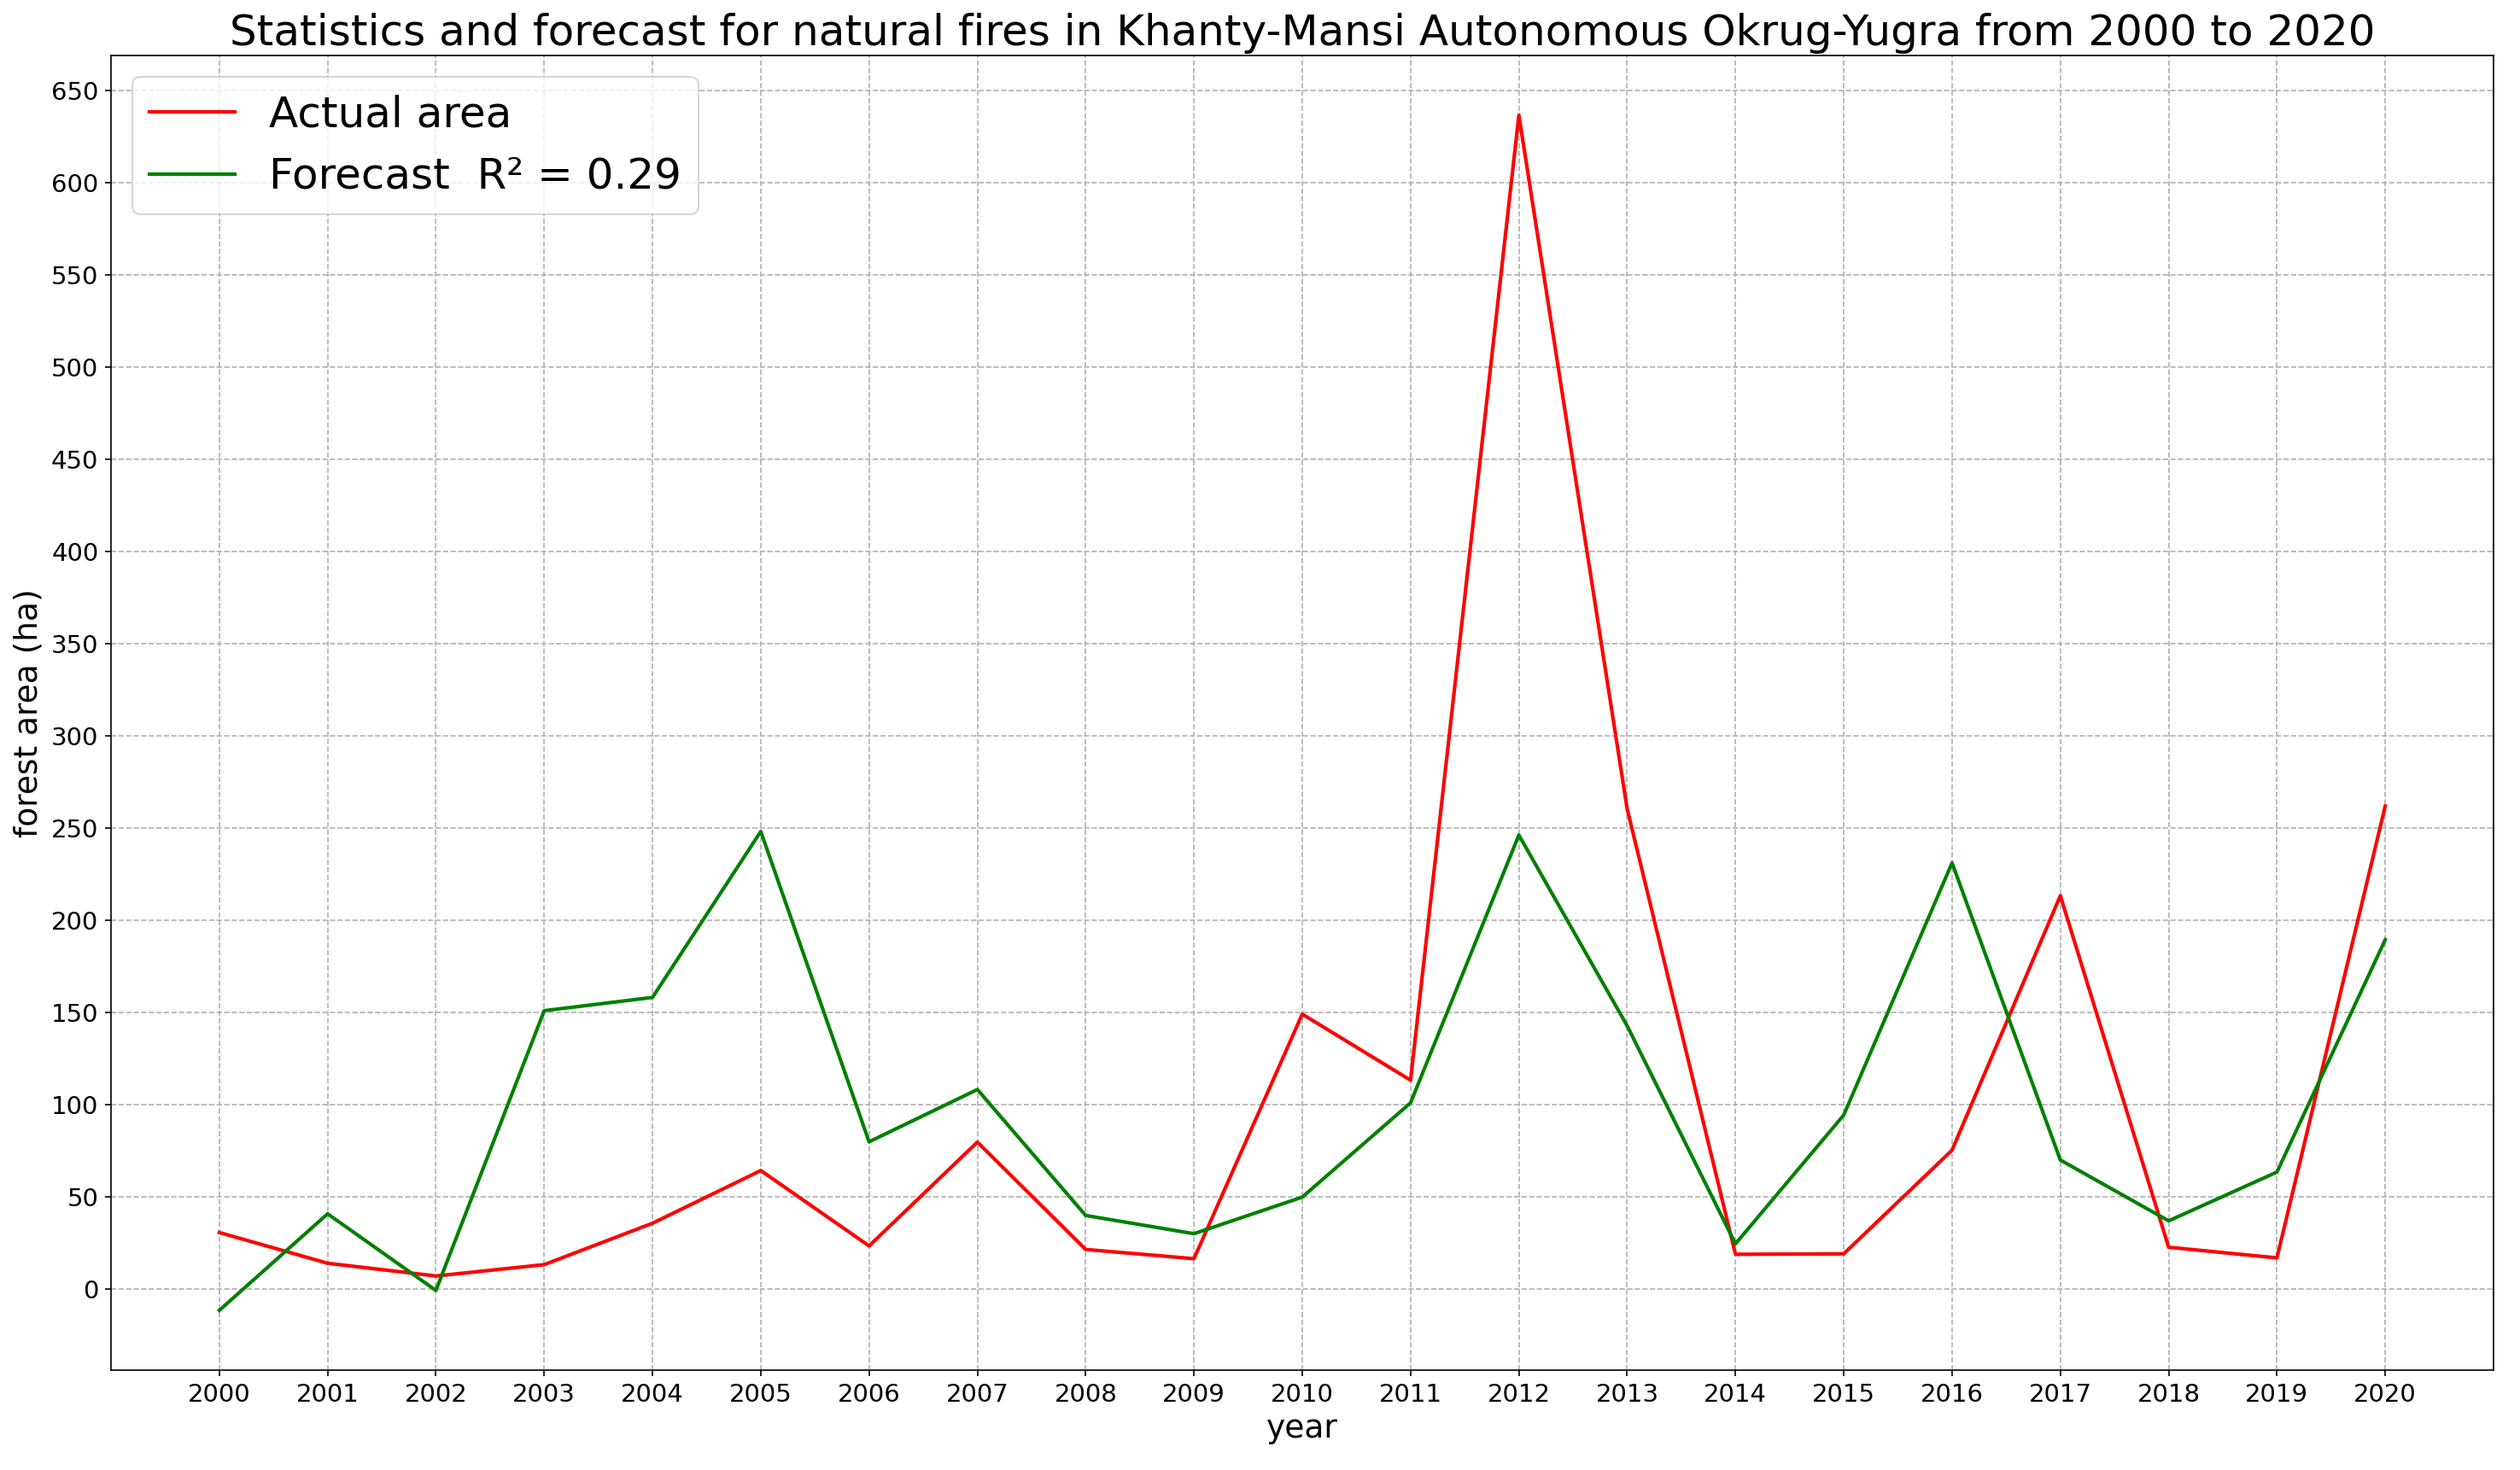 Statistics and forecast for natural fires in Khanty-Mansi Autonomous Okrug-Yugra from 2000 to 2020
Actual area
Forecast  R² = 0.29
650
600
550
500
450
400
350
300
250
200
150
100
50
0
forest area (ha)
2000 2001 2002 2003 2004 2005 2006 2007 2008 2009 2010 2011 2012 2013 2014 2015 2016 2017 2018 2019 2020
year